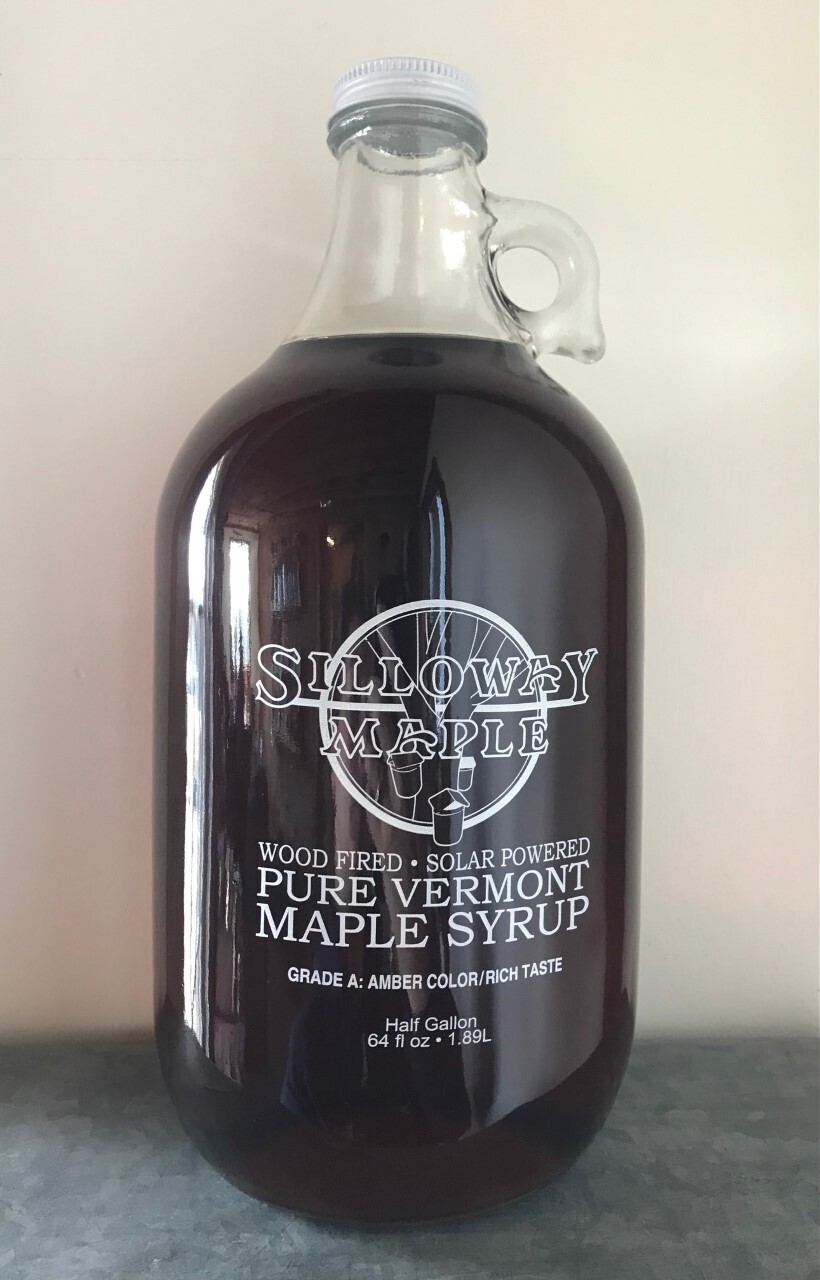 SILLOWAY
MAPLE
WOOD FIRED • SOLAR POWERED
PURE VERMONT
MAPLE SYRUP
GRADE A: AMBER COLOR/RICH TASTE
Half Gallon
64 fl oz • 1.89L